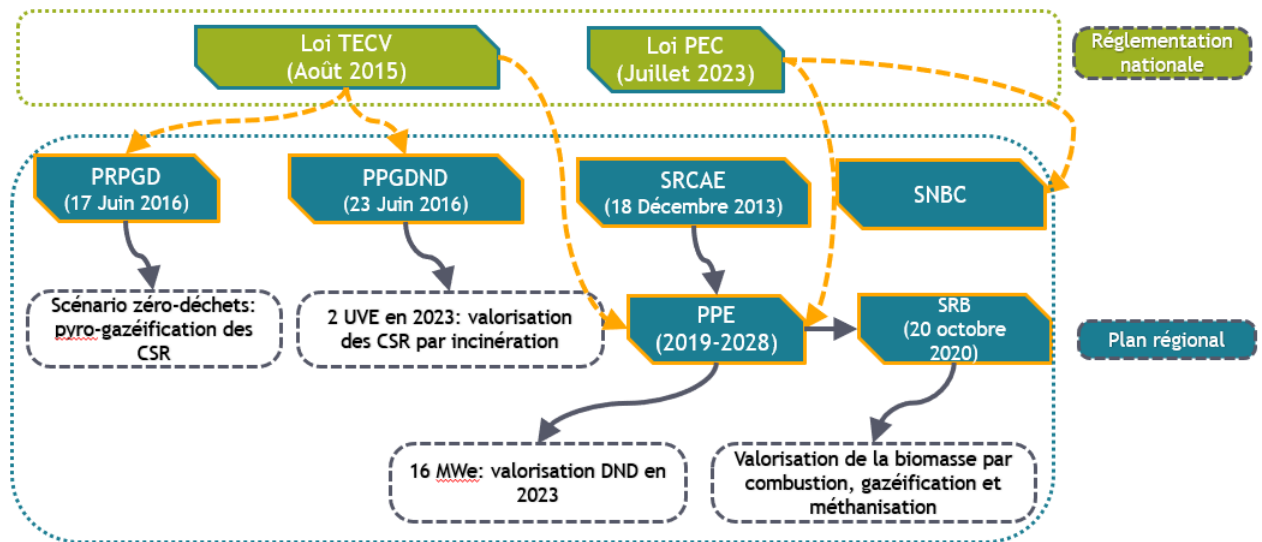 Loi TECV
(Août 2015)
Loi PEC
(Juillet 2023)
Réglementation
nationale
PRPGD
(17 Juin 2016)
PPGDND
(23 Juin 2016)
SRCAE
(18 Décembre 2013)
SNBC
Scénario zéro-déchets:
pyro-gazéification des
CSR
2 UVE en 2023: valorisation
des CSR par incinération
PPE
(2019-2028)
SRB
(20 octobre
2020)
Plan régional
16 MWe: valorisation DND en
2023
Valorisation de la biomasse par
combustion, gazéification et
méthanisation